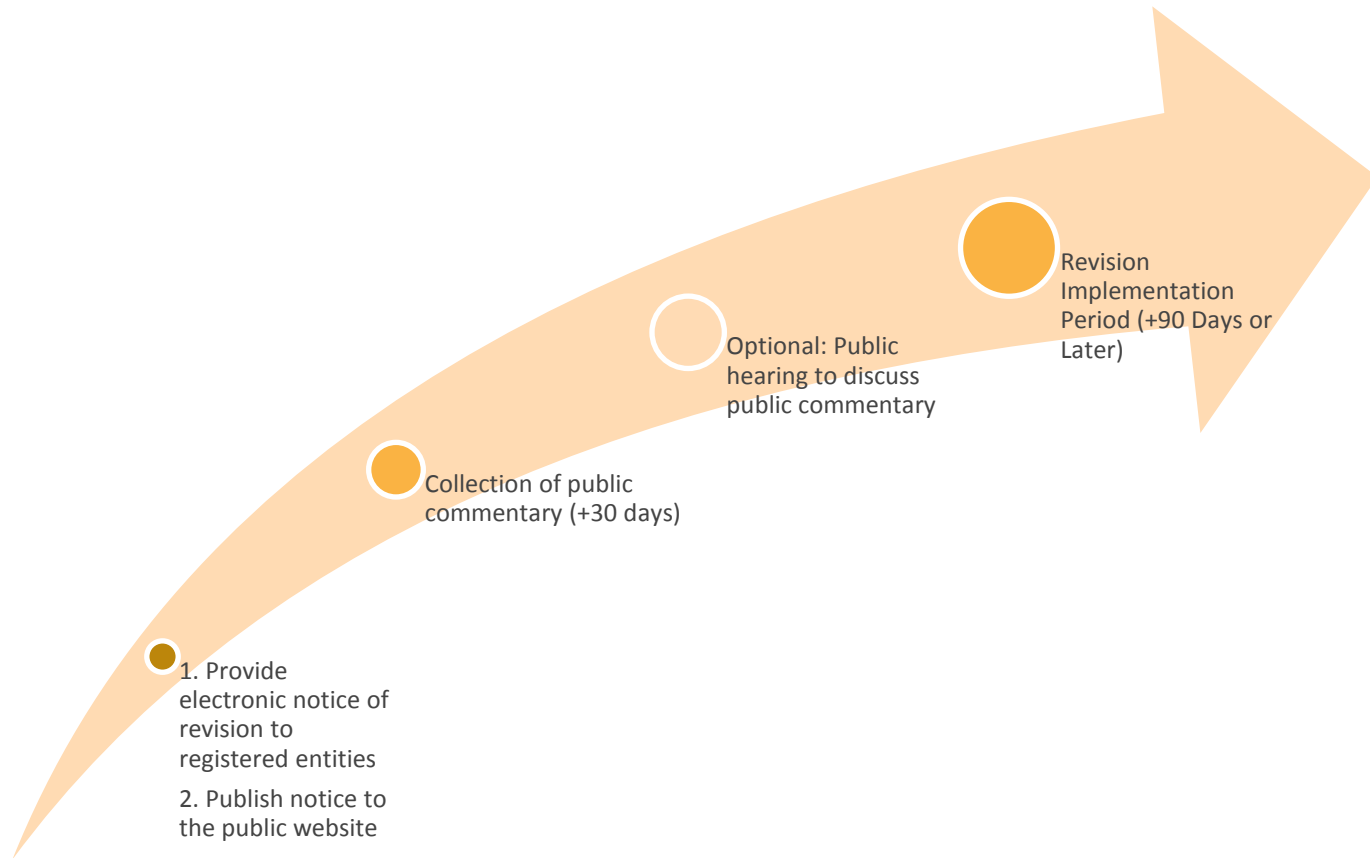 Revision
Implementation
Period (+90 Days or
Later)
Optional: Public
hearing to discuss
public commentary
Collection of public
commentary (+30 days)
1. Provide
electronic notice of
revision to
registered entities
2. Publish notice to
the public website